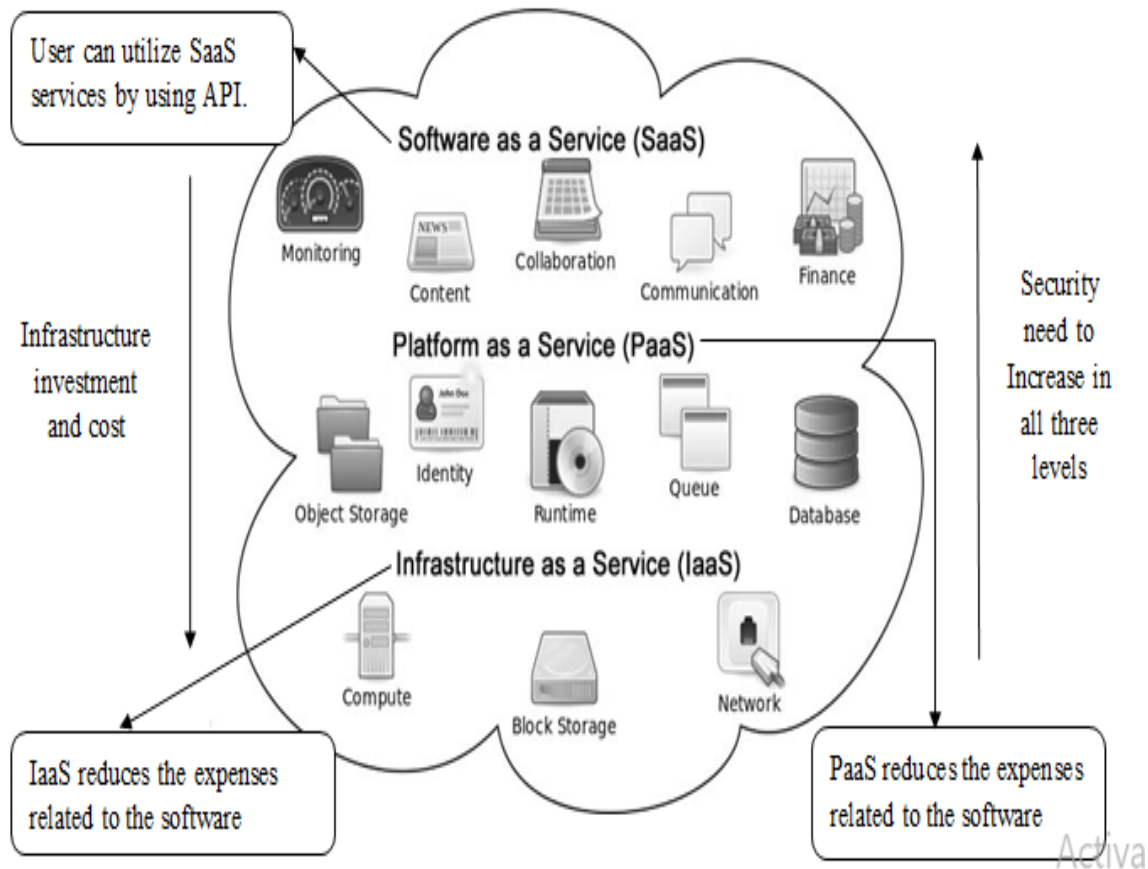 User can utilize SaaS
services by using API.
Software as a Service (SaaS)
Monitoring
NEWS
Content
Collaboration
Communication
Finance
Infrastructure
investment
and cost
Security
need to
Increase in
all three
levels
Platform as a Service (PaaS)
Object Storage
John Doe
Identity
Runtime
Queue
Database
Infrastructure as a Service (IaaS)
Compute
Block Storage
Network
IaaS reduces the expenses
related to the software
PaaS reduces the expenses
related to the software
Activa